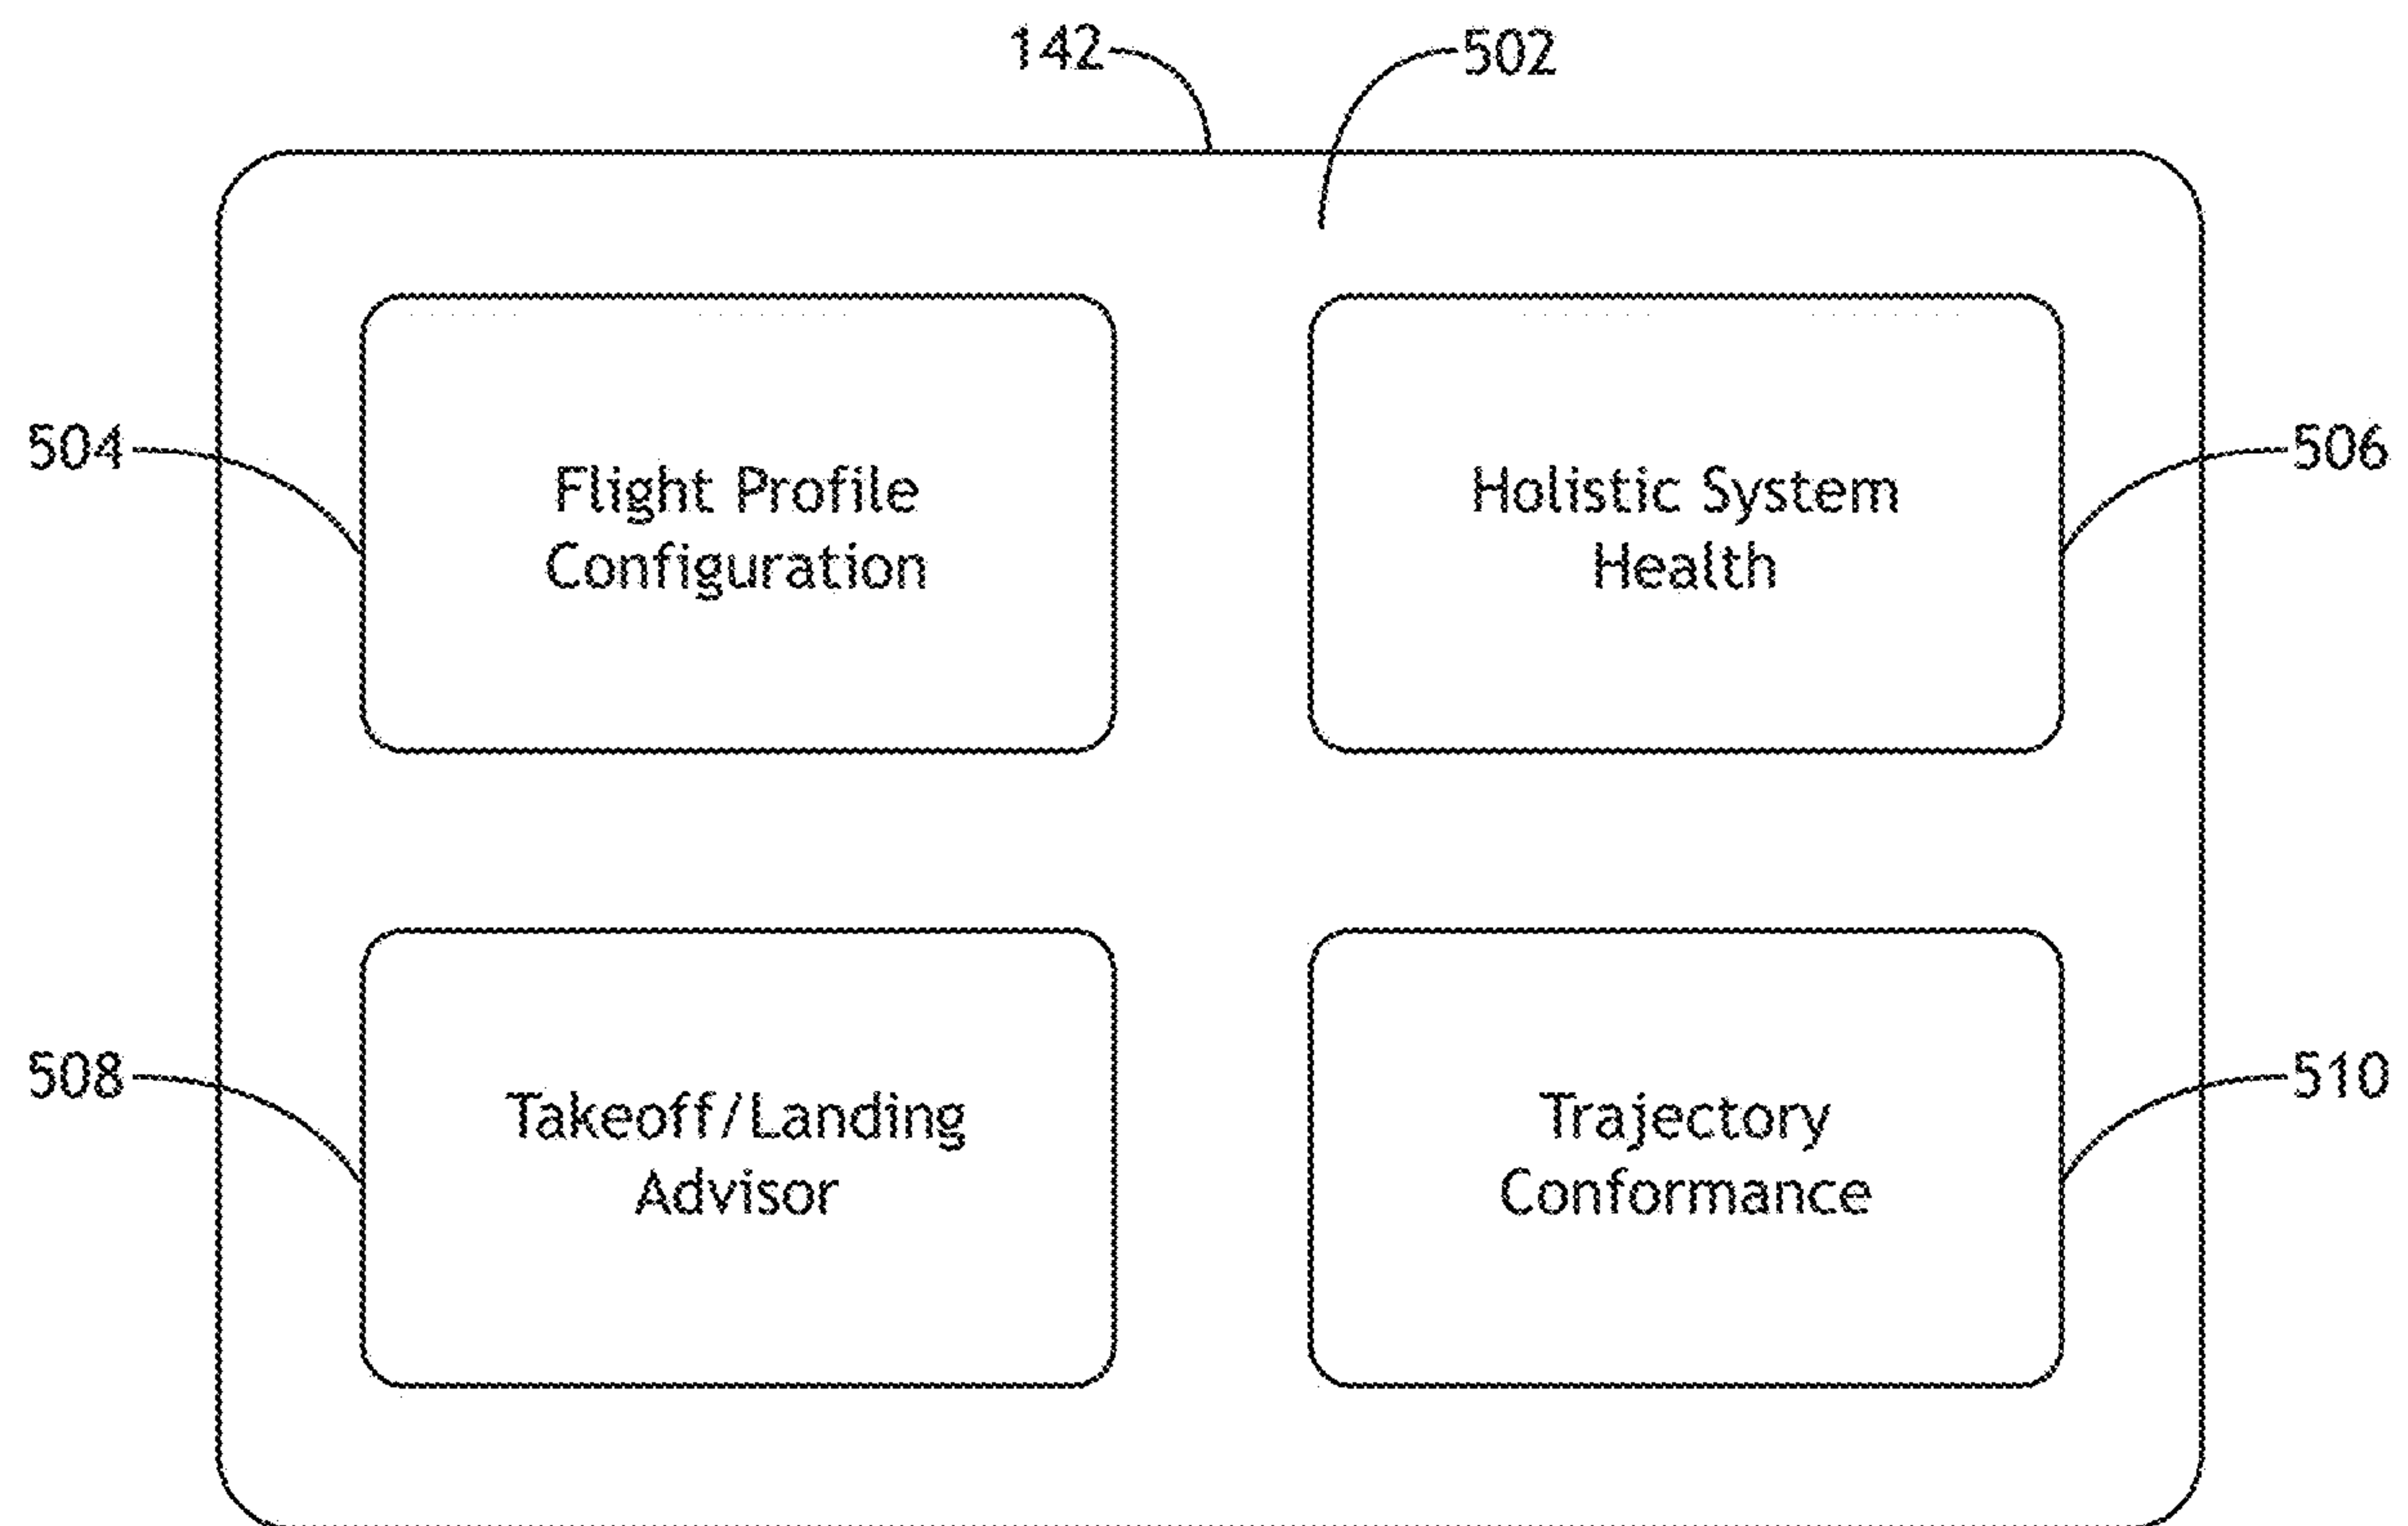 142
502
504
Flight Profile
Configuration
Holistic System
Health
506
508
Takeoff/Landing
Advisor
Trajectory
Conformance
510